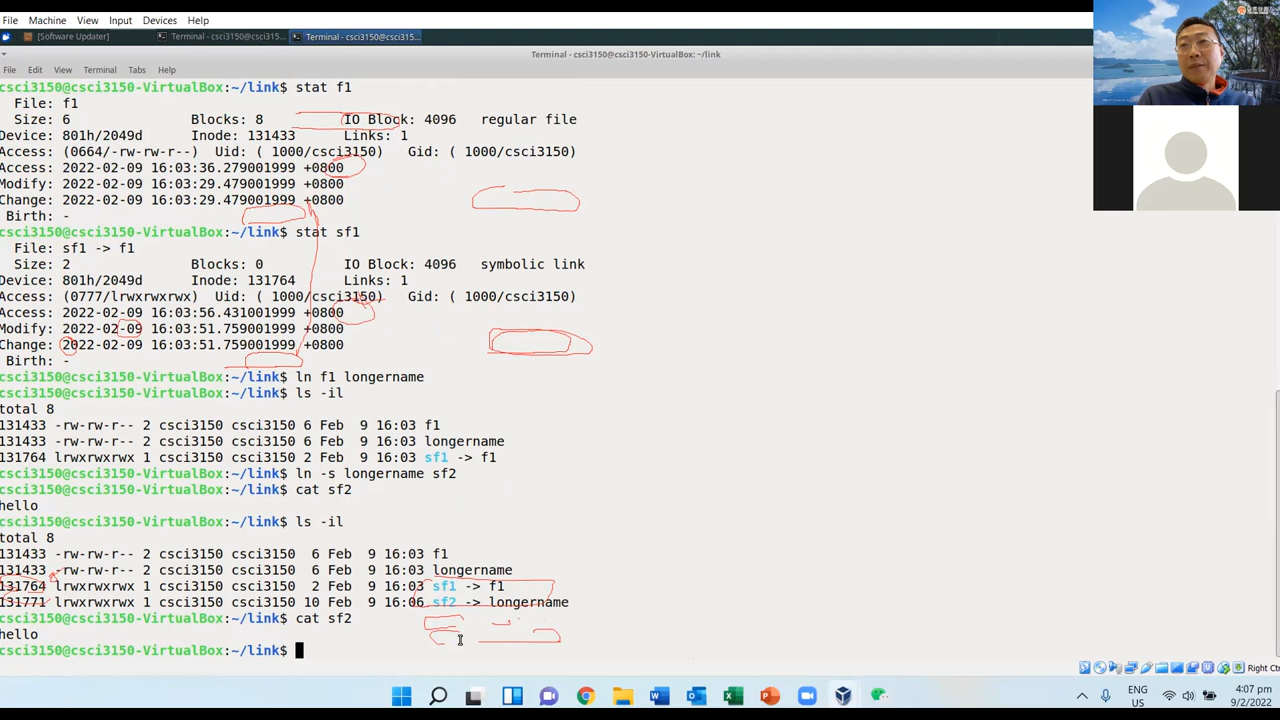 File Machine View Input Devices Help
[Software Updater] Terminal - csci3150@csci315... Terminal - csci3150@csci315...
Terminal - csci3150@csci3150-VirtualBox:~/link
File Edit View Terminal Tabs Help
csci3150@csci3150-VirtualBox:~/link$ stat f1
File: f1
Size: 6 Blocks: 8 IO Block: 4096 regular file
Device: 801h/2049d Inode: 131433 Links: 1
Access: (0664/-rw-rw-r--) Uid: ( 1000/csci3150) Gid: ( 1000/csci3150)
Access: 2022-02-09 16:03:36.279001999 +0800
Modify: 2022-02-09 16:03:29.479001999 +0800
Change: 2022-02-09 16:03:29.479001999 +0800
Birth: -
csci3150@csci3150-VirtualBox:~/link$ stat sf1
File: sf1 -> f1
Size: 2 Blocks: 0 IO Block: 4096 symbolic link
Device: 801h/2049d Inode: 131764 Links: 1
Access: (0777/lrwxrwxrwx) Uid: ( 1000/csci3150) Gid: ( 1000/csci3150)
Access: 2022-02-09 16:03:56.431001999 +0800
Modify: 2022-02-09 16:03:51.759001999 +0800
Change: 2022-02-09 16:03:51.759001999 +0800
Birth: -
csci3150@csci3150-VirtualBox:~/link$ ln f1 longername
csci3150@csci3150-VirtualBox:~/link$ ls -il
total 8
131433 -rw-rw-r-- 2 csci3150 csci3150 6 Feb 9 16:03 f1
131433 -rw-rw-r-- 2 csci3150 csci3150 6 Feb 9 16:03 longername
131764 lrwxrwxrwx 1 csci3150 csci3150 2 Feb 9 16:03 sf1 -> f1
csci3150@csci3150-VirtualBox:~/link$ ln -s longername sf2
csci3150@csci3150-VirtualBox:~/link$ cat sf2
hello
csci3150@csci3150-VirtualBox:~/link$ ls -il
total 8
131433 -rw-rw-r-- 2 csci3150 csci3150 6 Feb 9 16:03 f1
131433 -rw-rw-r-- 2 csci3150 csci3150 6 Feb 9 16:03 longername
131764 lrwxrwxrwx 1 csci3150 csci3150 2 Feb 9 16:03 sf1 -> f1
131771 lrwxrwxrwx 1 csci3150 csci3150 10 Feb 9 16:06 sf2 -> longername
csci3150@csci3150-VirtualBox:~/link$ cat sf2
hello
csci3150@csci3150-VirtualBox:~/link$
Right Ctrl
ENG
US
4:07 pm
9/2/2022